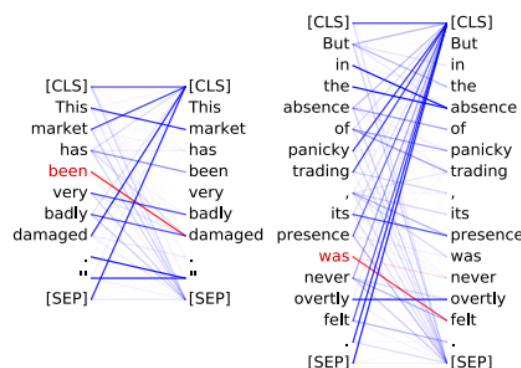 [CLS] [CLS]
This This
market market
has has
been been
very very
badly badly
damaged damaged
. .
" "
[SEP] [SEP]
[CLS] [CLS]
But But
in in
the the
absence absence
of of
panicky panicky
trading trading
, ,
its its
presence presence
was was
never never
overtly overtly
felt felt
. .
[SEP] [SEP]